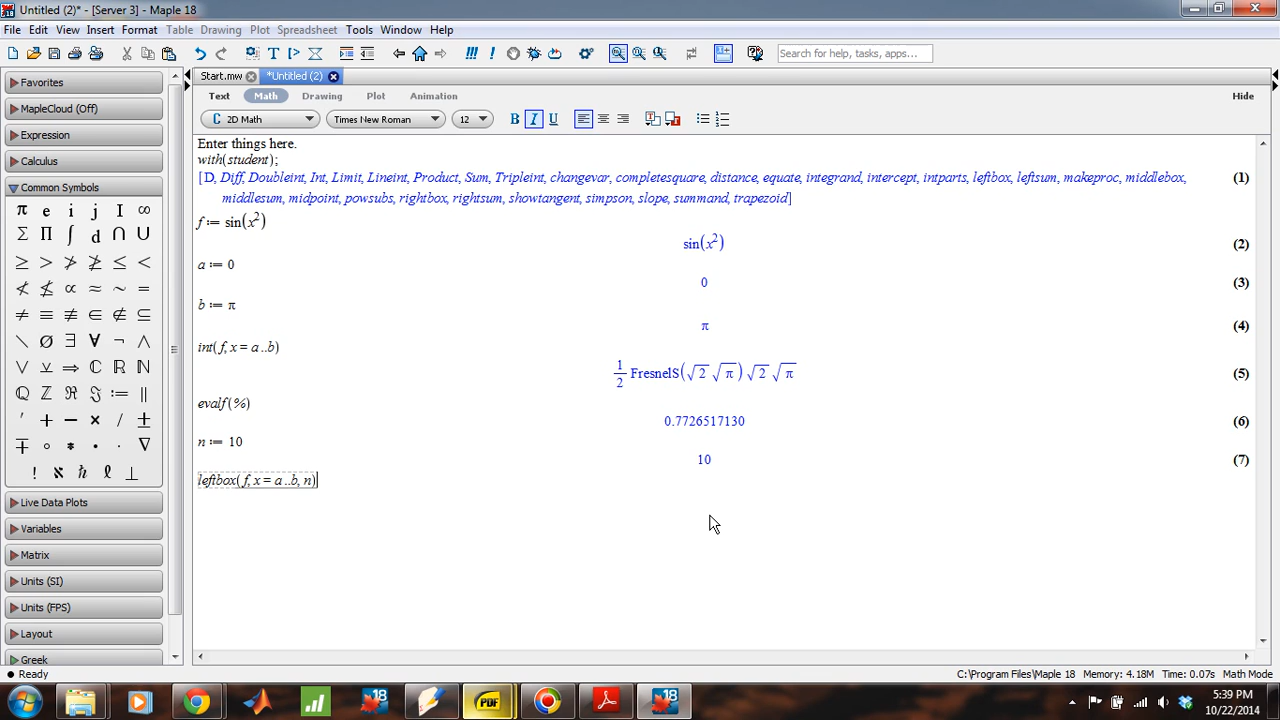 Untitled (2)* - [Server 3] - Maple 18
File Edit View Insert Format Table Drawing Plot Spreadsheet Tools Window Help
Search for help, tasks, apps...
Favorites
MapleCloud (Off)
Expression
Calculus
Common Symbols
π e i j I ∞
Σ Π ∫ d ∩ ∪
≥ > ≯ ≱ ≤ <
≮ ≰ ∝ ≈ ~ =
≠ ≡ ≢ ∈ ∉ ⊆
\ Ø ∃ ∀ ¬ ∧
∨ ⊻ ⇒ ℂ ℝ ℕ
ℚ ℤ ℜ ℑ := ‖
′ + − × / ±
∓ ∘ * · . ∇
! ℵ ℏ ℓ ⊥
Live Data Plots
Variables
Matrix
Units (SI)
Units (FPS)
Layout
Greek
Ready
Start.mw *Untitled (2)
Text Math Drawing Plot Animation Hide
C 2D Math Times New Roman 12 B I U
Enter things here.
with(student);
[D, Diff, Doubleint, Int, Limit, Lineint, Product, Sum, Tripleint, changevar, completesquare, distance, equate, integrand, intercept, intparts, leftbox, leftsum, makeproc, middlebox, (1)
middlesum, midpoint, powsubs, rightbox, rightsum, showtangent, simpson, slope, summand, trapezoid]
f := sin(x²)
sin(x²) (2)
a := 0
0 (3)
b := π
π (4)
int(f, x = a ..b)
1/2 FresnelS(√2 √π) √2 √π (5)
evalf(%)
0.7726517130 (6)
n := 10
10 (7)
leftbox(f, x = a ..b, n)
C:\Program Files\Maple 18 Memory: 4.18M Time: 0.07s Math Mode
18 PDF 18
5:39 PM
10/22/2014